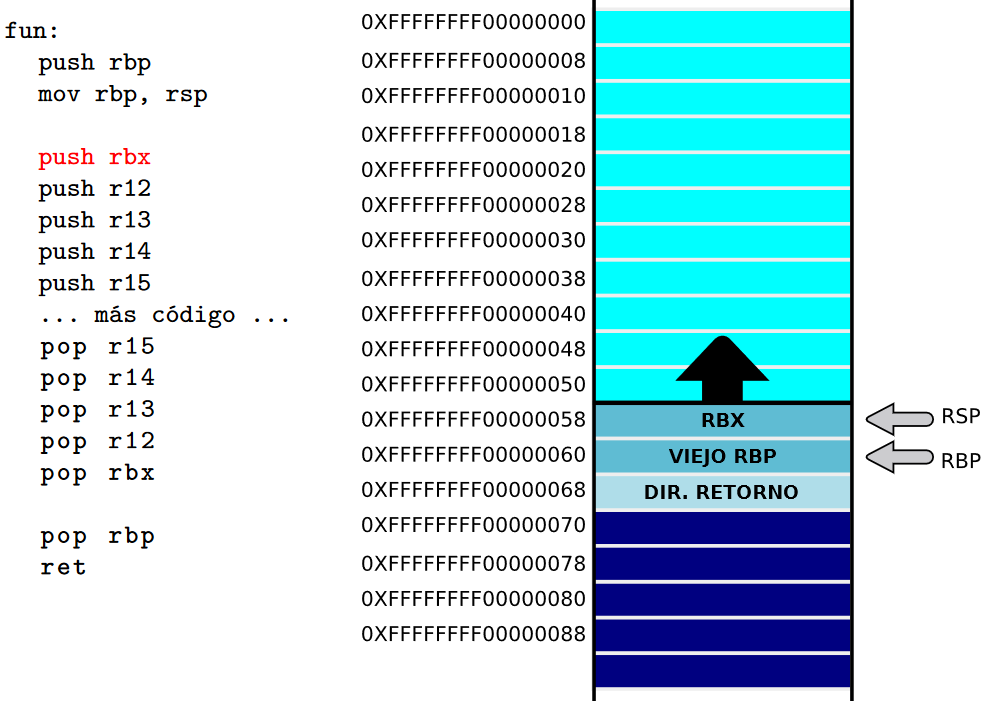 fun:
push rbp
mov rbp, rsp
push rbx
push r12
push r13
push r14
push r15
... más código ...
pop r15
pop r14
pop r13
pop r12
pop rbx
pop rbp
ret
0XFFFFFFFF00000000
0XFFFFFFFF00000008
0XFFFFFFFF00000010
0XFFFFFFFF00000018
0XFFFFFFFF00000020
0XFFFFFFFF00000028
0XFFFFFFFF00000030
0XFFFFFFFF00000038
0XFFFFFFFF00000040
0XFFFFFFFF00000048
0XFFFFFFFF00000050
0XFFFFFFFF00000058
0XFFFFFFFF00000060
0XFFFFFFFF00000068
0XFFFFFFFF00000070
0XFFFFFFFF00000078
0XFFFFFFFF00000080
0XFFFFFFFF00000088
RBX
VIEJO RBP
DIR. RETORNO
RSP
RBP